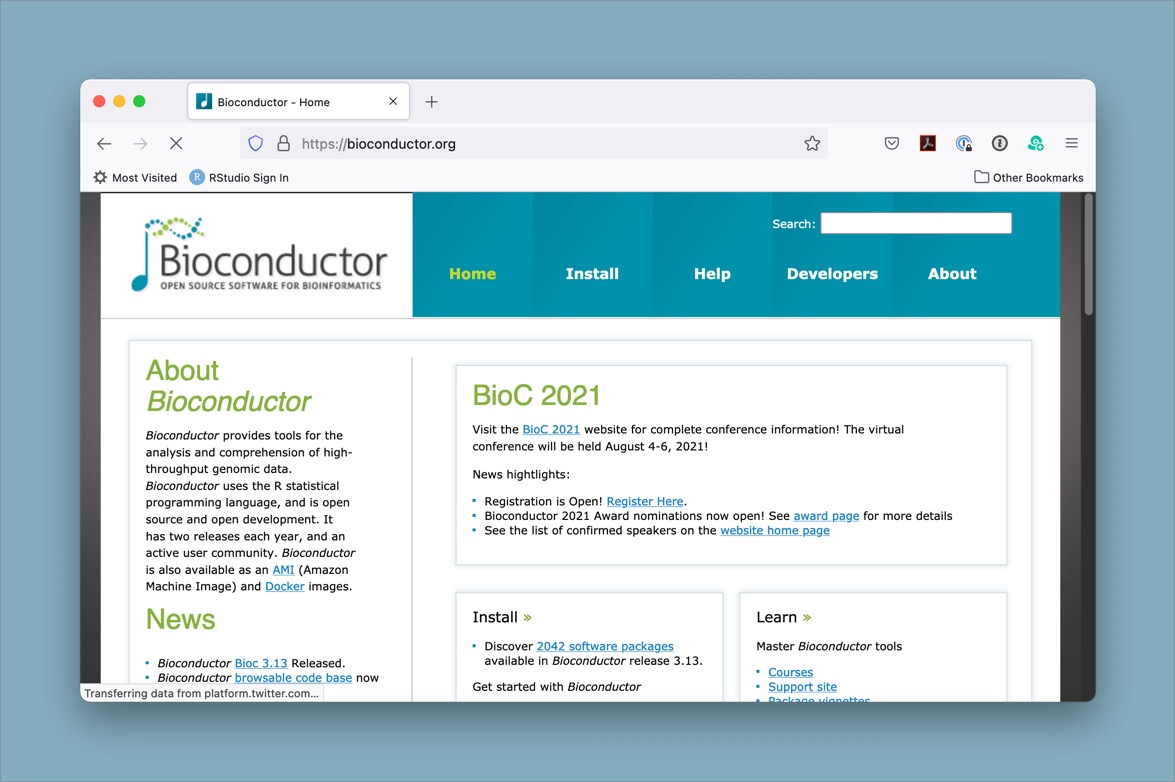 Bioconductor - Home
https://bioconductor.org
Most Visited
RStudio Sign In
Other Bookmarks
Bioconductor
OPEN SOURCE SOFTWARE FOR BIOINFORMATICS
Search:
Home
Install
Help
Developers
About
About
Bioconductor
Bioconductor provides tools for the
analysis and comprehension of high-
throughput genomic data.
Bioconductor uses the R statistical
programming language, and is open
source and open development. It
has two releases each year, and an
active user community. Bioconductor
is also available as an AMI (Amazon
Machine Image) and Docker images.
News
Bioconductor Bioc 3.13 Released.
Bioconductor browsable code base now
BioC 2021
Visit the BioC 2021 website for complete conference information! The virtual
conference will be held August 4-6, 2021!
News hightlights:
Registration is Open! Register Here.
Bioconductor 2021 Award nominations now open! See award page for more details
See the list of confirmed speakers on the website home page
Install »
Discover 2042 software packages
available in Bioconductor release 3.13.
Get started with Bioconductor
Learn »
Master Bioconductor tools
Courses
Support site
Package vignettes
Transferring data from platform.twitter.com...